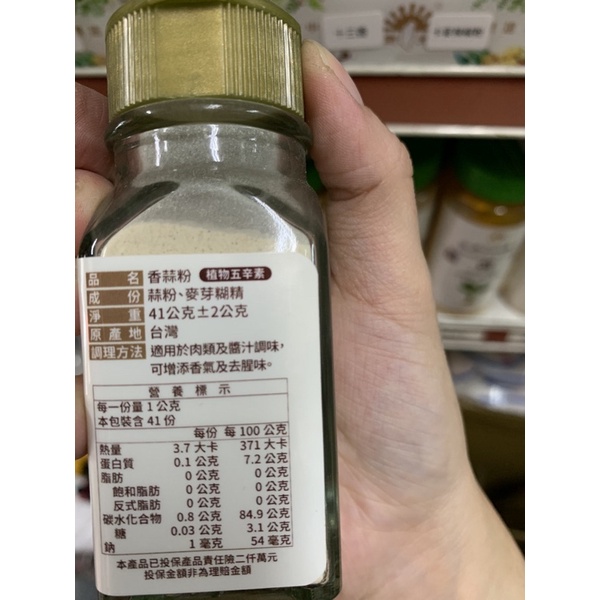 品名 香蒜粉 植物五辛素
成份 蒜粉、麥芽糊精
淨重 41公克±2公克
原產地 台灣
調理方法 適用於肉類及醬汁調味,
可增添香氣及去腥味。
營養標示
每一份量 1 公克
本包裝含 41 份
每份 每 100 公克
熱量 3.7 大卡 371 大卡
蛋白質 0.1 公克 7.2 公克
脂肪 0 公克 0 公克
飽和脂肪 0 公克 0 公克
反式脂肪 0 公克 0 公克
碳水化合物 0.8 公克 84.9 公克
糖 0.03 公克 3.1 公克
鈉 1 毫克 54 毫克
本產品已投保產品責任險二仟萬元
投保金額非為理賠金額